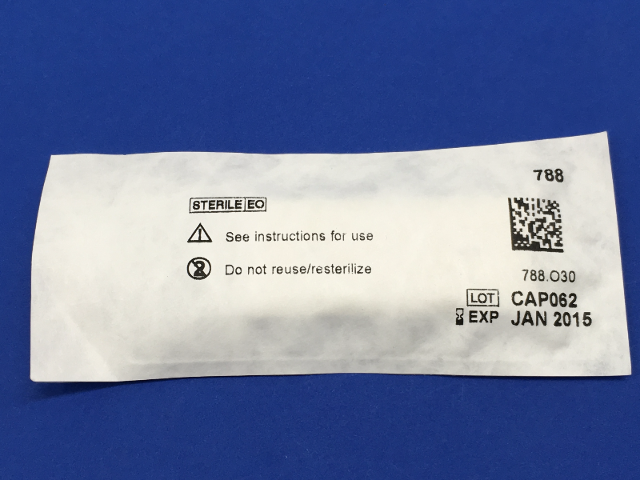 788
STERILE EO
See instructions for use
Do not reuse/resterilize
788.O30
LOT CAP062
EXP JAN 2015